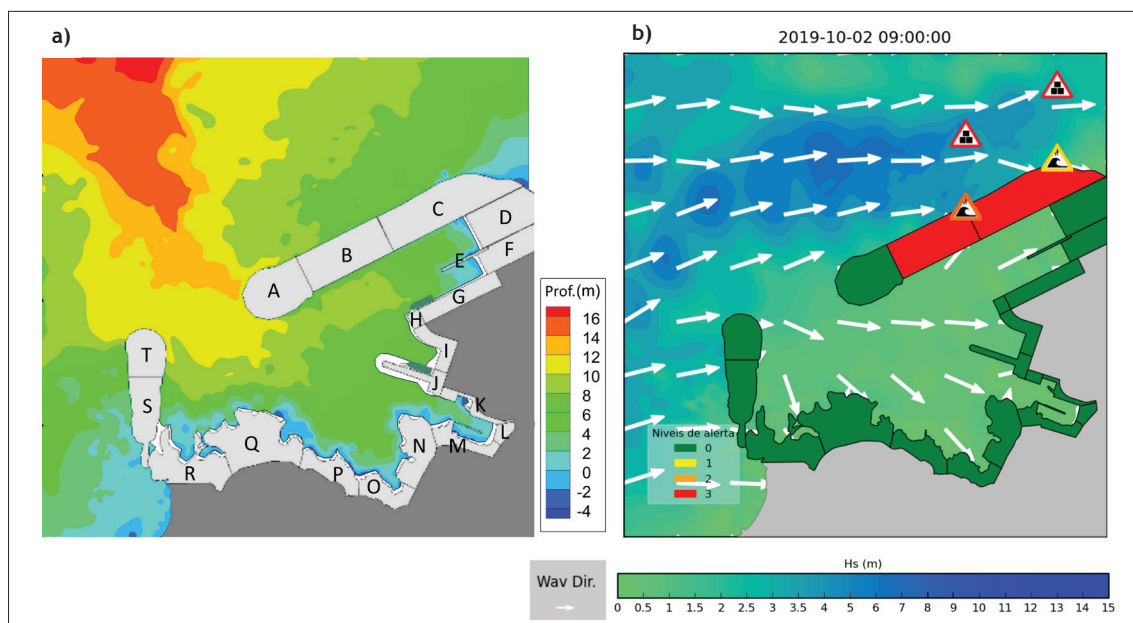 a)
b)
2019-10-02 09:00:00
A
B
C
D
E
F
G
H
I
J
K
L
M
N
O
P
Q
R
S
T
Prof.(m)
16
14
12
10
8
6
4
2
0
-2
-4
Niveis de alerta
0
1
2
3
Wav Dir.
Hs (m)
0 0.5 1 1.5 2 2.5 3 3.5 4 5 6 7 8 9 10 11 12 13 14 15